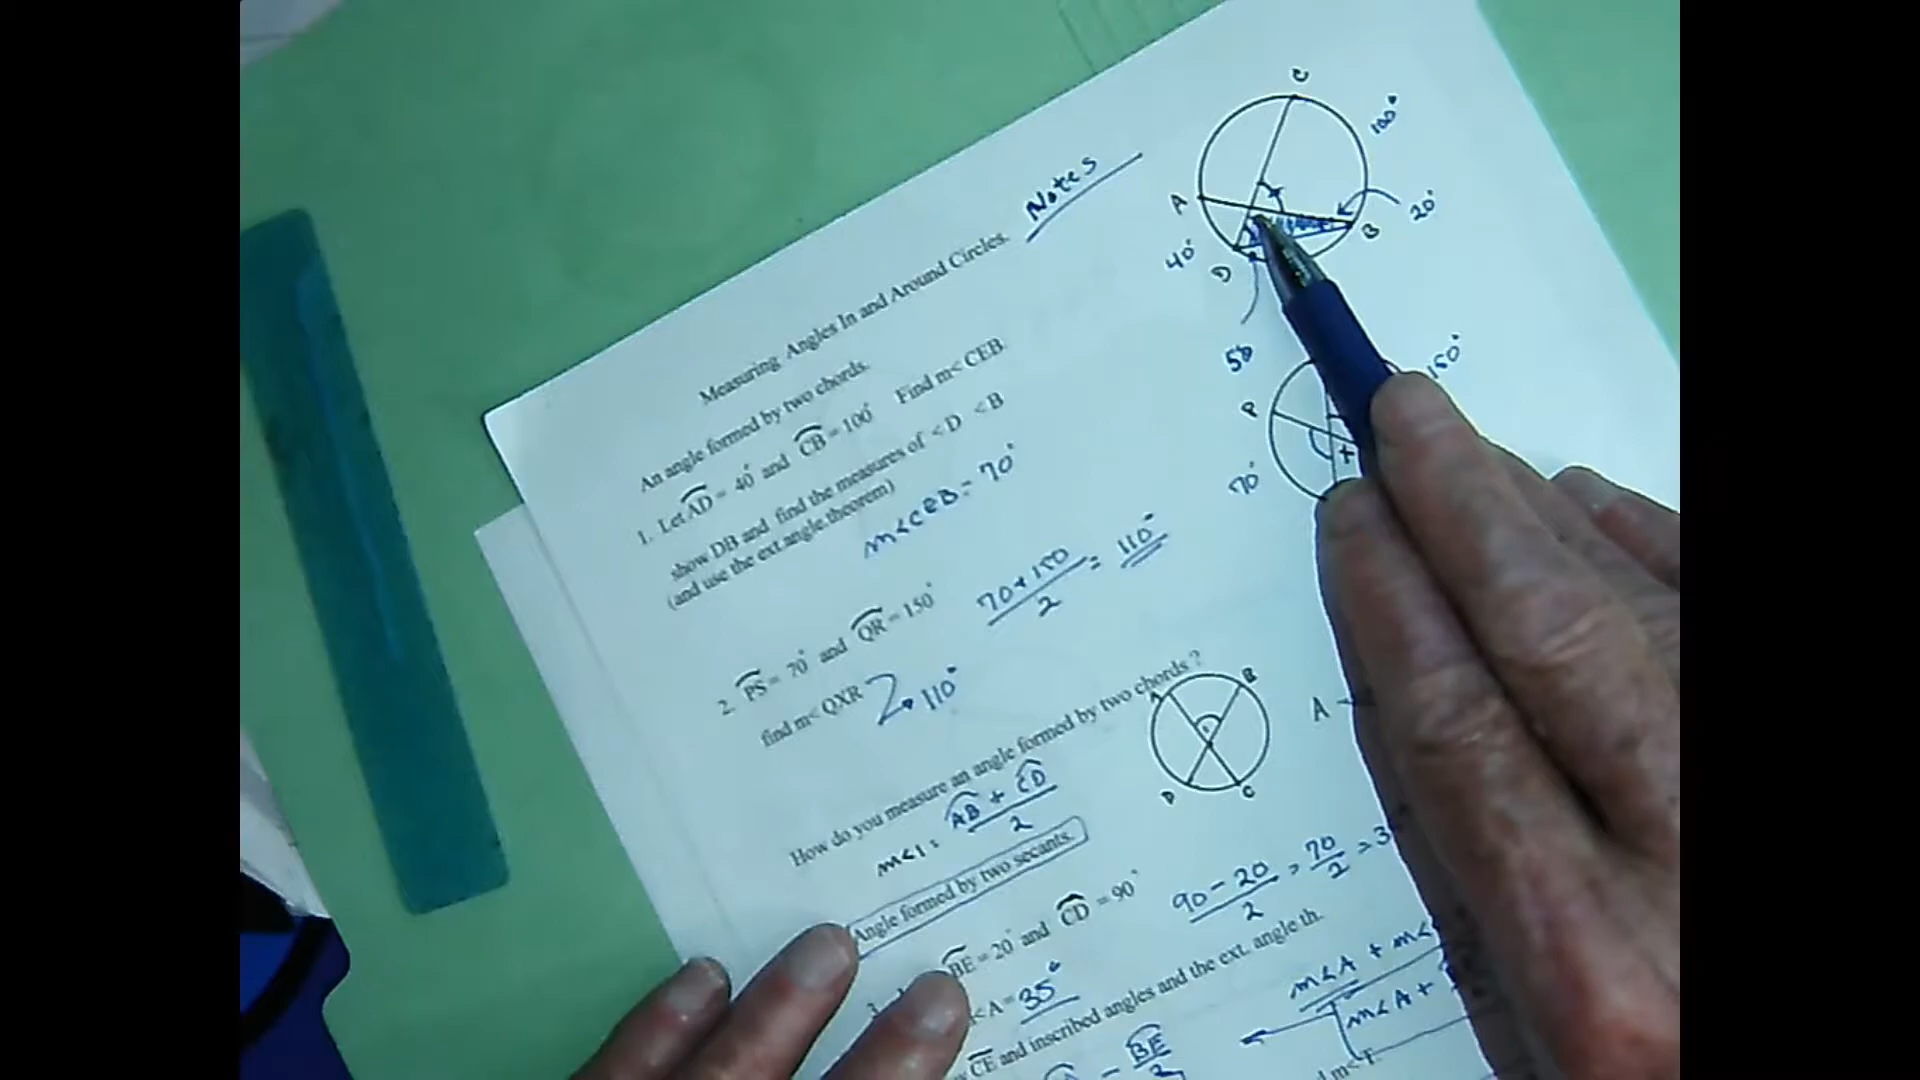 Notes
Measuring Angles In and Around Circles.
An angle formed by two chords.
1. Let AD = 40° and CB = 100° Find m< CEB
show DB and find the measures of < D < B
(and use the ext.angle.theorem)
m<CEB = 70°
C
100°
A
20°
B
40°
D
50
150°
P
70°
X
2. PS = 70° and QR = 150°
70 + 150
2
= 110°
find m< QXR
110°
How do you measure an angle formed by two chords ?
A
B
D
C
A
m<1 =
AB + CD
2
Angle formed by two secants.
3.
BE = 20° and CD = 90°
90 - 20
2
70
2
< A = 35°
CE and inscribed angles and the ext. angle th.
m<A + m<
m<A +
BE
2